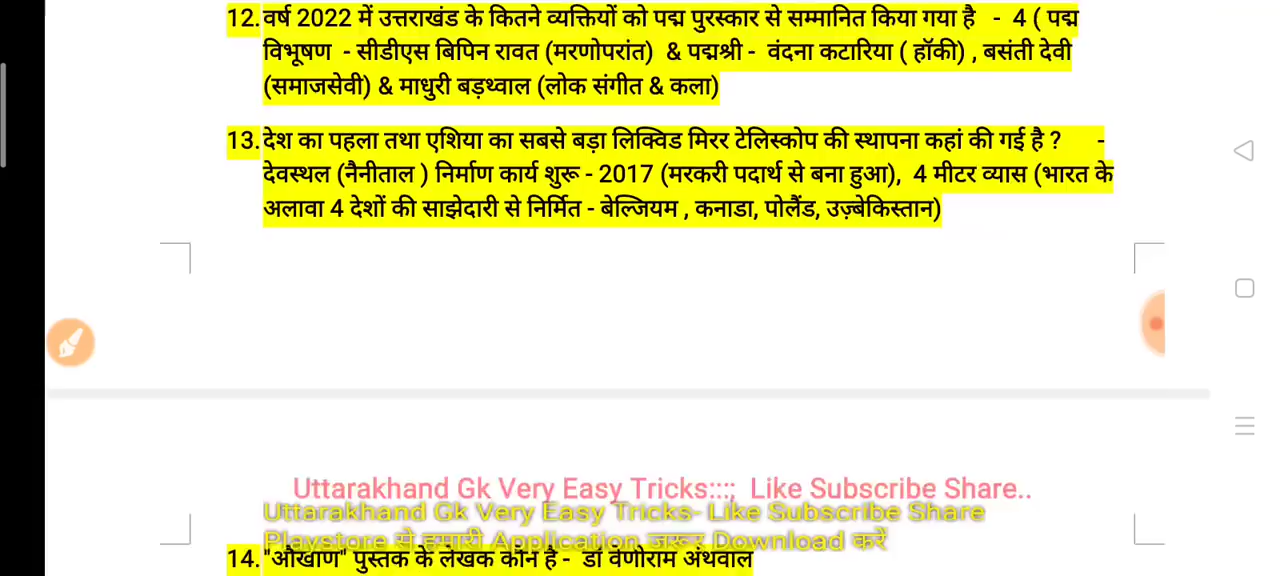 12. वर्ष 2022 में उत्तराखंड के कितने व्यक्तियों को पद्म पुरस्कार से सम्मानित किया गया है - 4 ( पद्म
विभूषण - सीडीएस बिपिन रावत (मरणोपरांत) & पद्मश्री - वंदना कटारिया ( हॉकी) , बसंती देवी
(समाजसेवी) & माधुरी बड़थ्वाल (लोक संगीत & कला)
13. देश का पहला तथा एशिया का सबसे बड़ा लिक्विड मिरर टेलिस्कोप की स्थापना कहां की गई है ? -
देवस्थल (नैनीताल ) निर्माण कार्य शुरू - 2017 (मरकरी पदार्थ से बना हुआ), 4 मीटर व्यास (भारत के
अलावा 4 देशों की साझेदारी से निर्मित - बेल्जियम , कनाडा, पोलैंड, उज़्बेकिस्तान)
Uttarakhand Gk Very Easy Tricks:::;, Like Subscribe Share..
Uttarakhand Gk Very Easy Tricks- Like Subscribe Share
Playstore से हमारी Application जरूर Download करें
14. "औखाण" पुस्तक के लेखक कौन है - डॉ वेणीराम अंथवाल